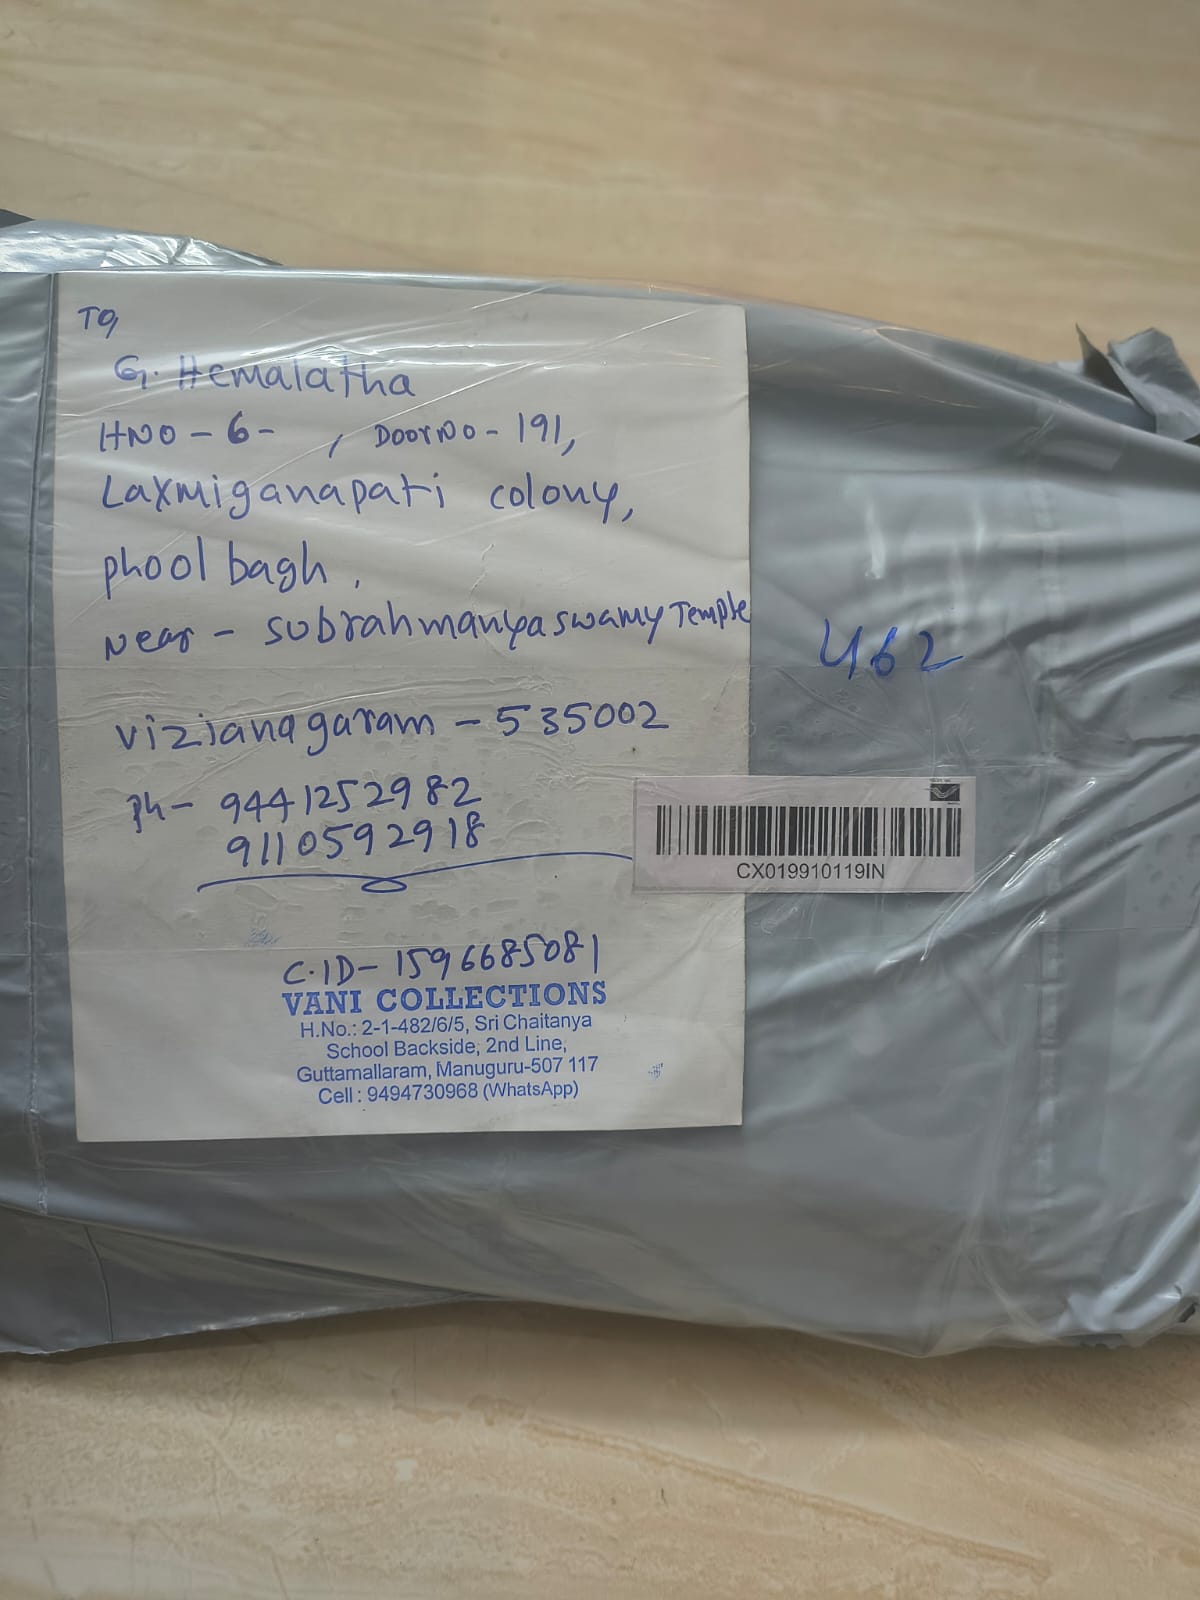 To,
G. Hemalatha
HNO - 6 - , Door NO - 191,
Laxmiganapati colony,
phool bagh,
Near - subrahmanyaswamy Temple
462
vizianagaram - 535002
Ph - 9441252982
9110592918
CX019910119IN
C.ID - 1596685081
VANI COLLECTIONS
H.No.: 2-1-482/6/5, Sri Chaitanya
School Backside, 2nd Line,
Guttamallaram, Manuguru-507 117
Cell : 9494730968 (WhatsApp)